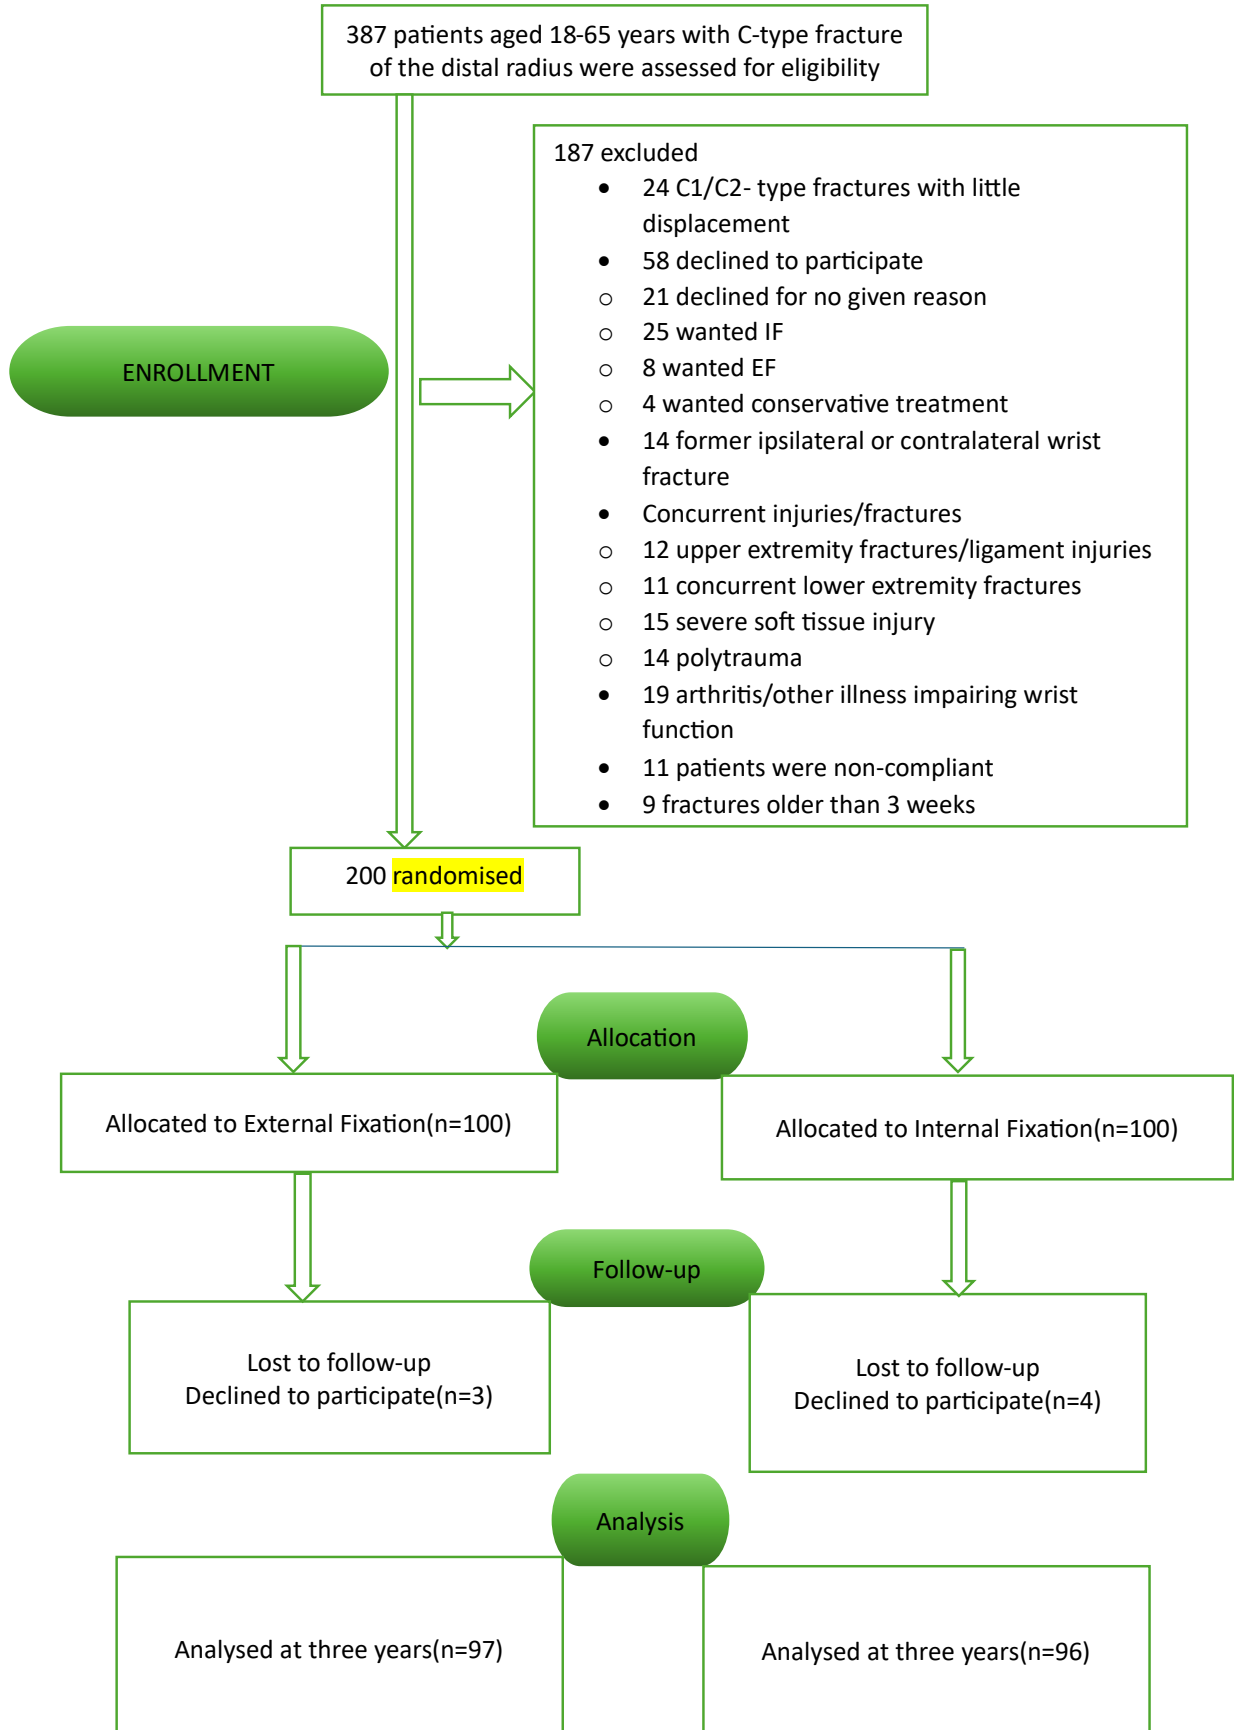 387 patients aged 18-65 years with C-type fracture
of the distal radius were assessed for eligibility
187 excluded
• 24 C1/C2- type fractures with little
displacement
• 58 declined to participate
o 21 declined for no given reason
o 25 wanted IF
o 8 wanted EF
o 4 wanted conservative treatment
• 14 former ipsilateral or contralateral wrist
fracture
• Concurrent injuries/fractures
o 12 upper extremity fractures/ligament injuries
o 11 concurrent lower extremity fractures
o 15 severe soft tissue injury
o 14 polytrauma
• 19 arthritis/other illness impairing wrist
function
• 11 patients were non-compliant
• 9 fractures older than 3 weeks
ENROLLMENT
200 randomised
Allocation
Allocated to External Fixation(n=100)
Allocated to Internal Fixation(n=100)
Follow-up
Lost to follow-up
Declined to participate(n=3)
Lost to follow-up
Declined to participate(n=4)
Analysis
Analysed at three years(n=97)
Analysed at three years(n=96)